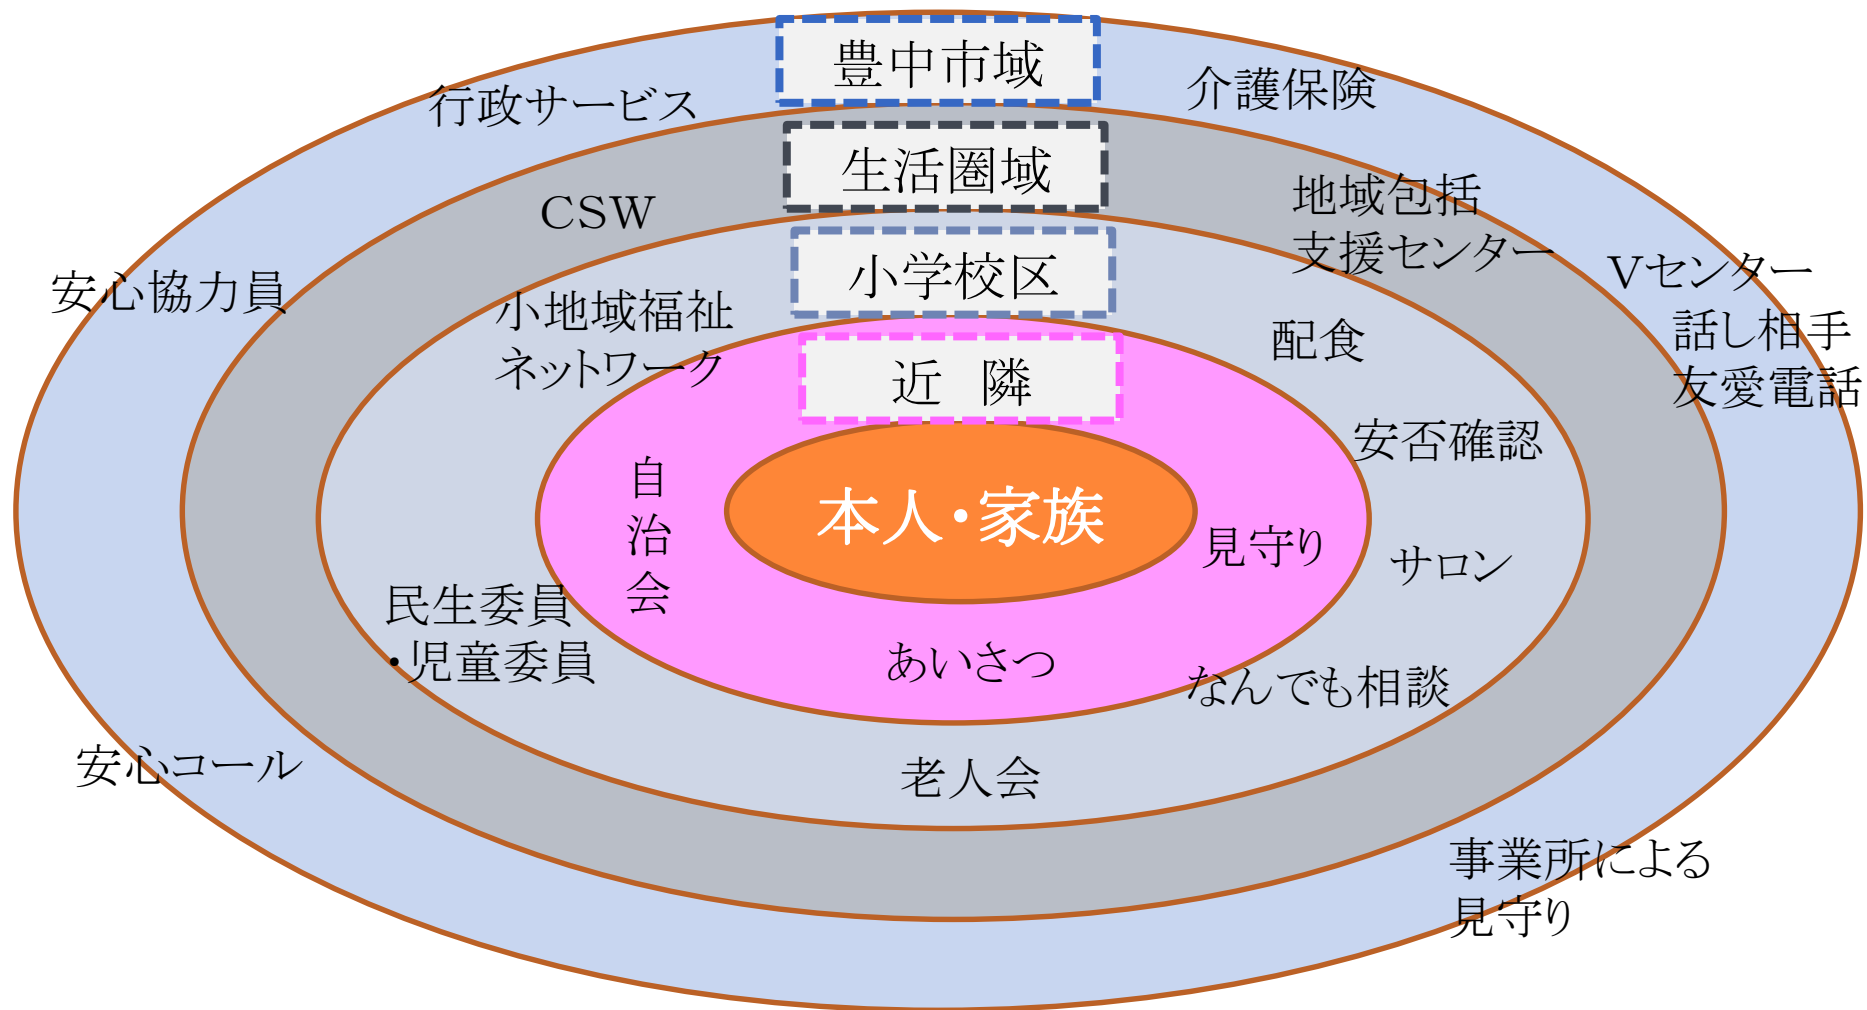 豊中市域
行政サービス
介護保険
生活圏域
CSW
地域包括
支援センター
小学校区
安心協力員
Vセンター
話し相手
友愛電話
小地域福祉
ネットワーク
配食
近　隣
安否確認
自
治
会
本人・家族
見守り
サロン
民生委員
・児童委員
あいさつ
なんでも相談
安心コール
老人会
事業所による
見守り